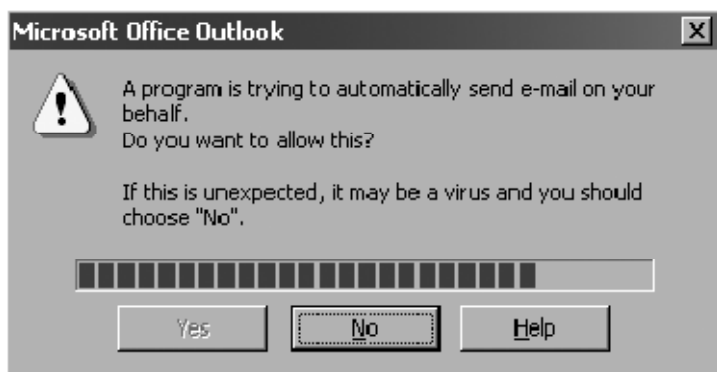 Microsoft Office Outlook
A program is trying to automatically send e-mail on your
behalf.
Do you want to allow this?
If this is unexpected, it may be a virus and you should
choose "No".
Yes
No
Help